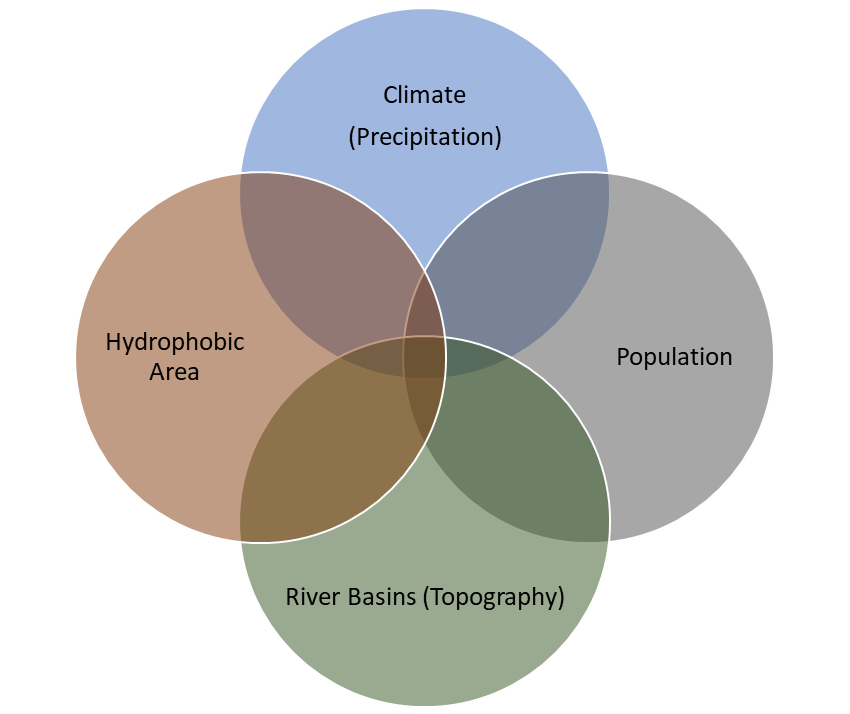 Climate
(Precipitation)
Hydrophobic
Area
Population
River Basins (Topography)